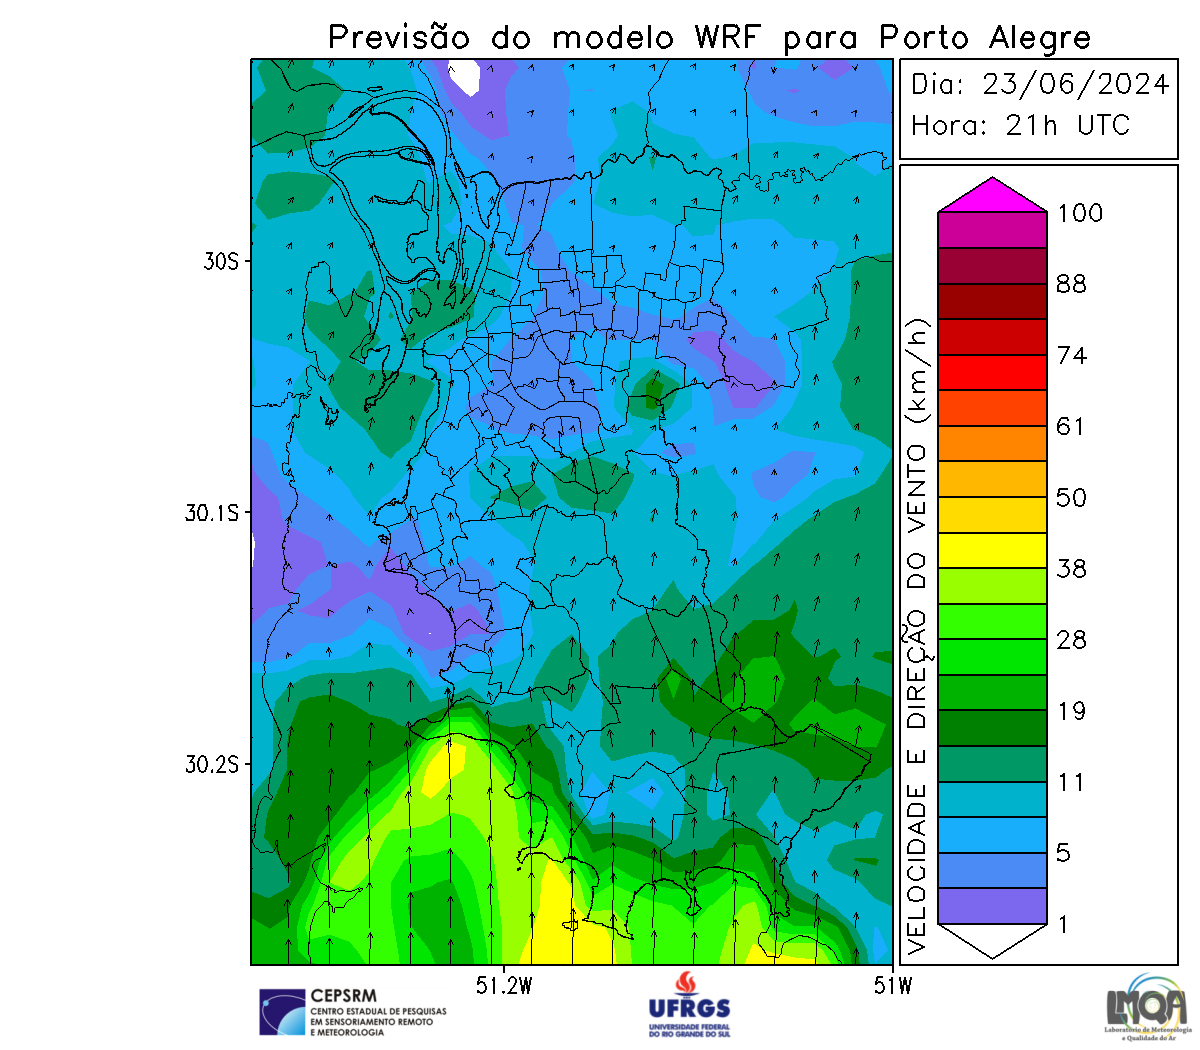 Previsão do modelo WRF para Porto Alegre
Dia: 23/06/2024
Hora: 21h UTC
100
88
74
61
50
38
28
19
11
5
1
VELOCIDADE E DIREÇÃO DO VENTO (km/h)
30S
30.1S
30.2S
51.2W
51W
CEPSRM
CENTRO ESTADUAL DE PESQUISAS
EM SENSORIAMENTO REMOTO
E METEOROLOGIA
UFRGS
UNIVERSIDADE FEDERAL
DO RIO GRANDE DO SUL
LMQA
Laboratório de Meteorologia
e Qualidade do Ar